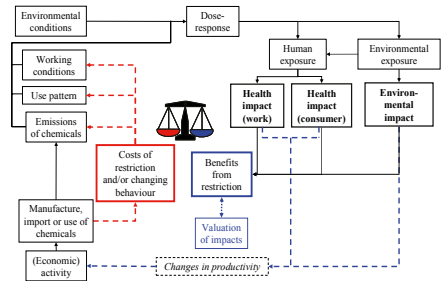 Environmental
conditions
Dose-
response
Working
conditions
Human
exposure
Environmental
exposure
Use pattern
Emissions
of chemicals
Health
impact
(work)
Health
impact
(consumer)
Environ-
mental
impact
Costs of
restriction
and/or changing
behaviour
Benefits
from
restriction
Manufacture,
import or use of
chemicals
Valuation
of impacts
(Economic)
activity
Changes in productivity